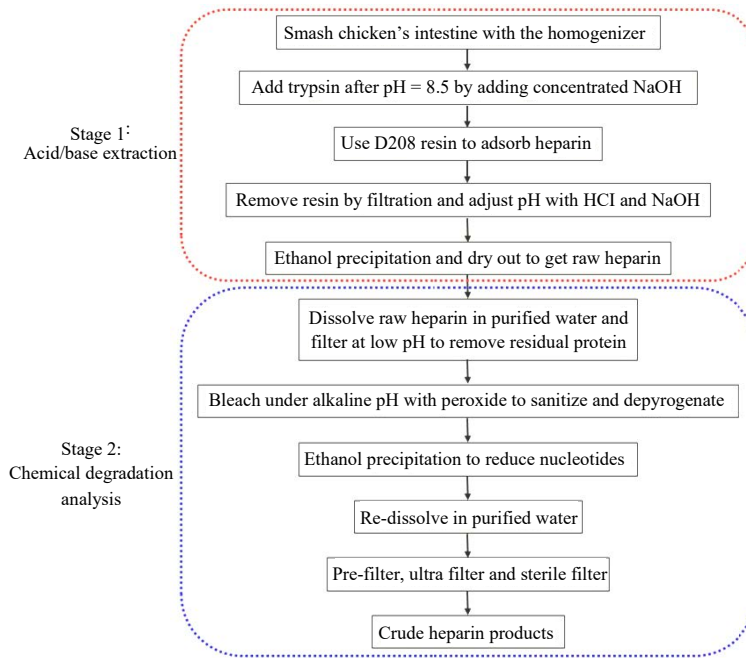 Smash chicken's intestine with the homogenizer
Add trypsin after pH = 8.5 by adding concentrated NaOH
Stage 1:
Acid/base extraction
Use D208 resin to adsorb heparin
Remove resin by filtration and adjust pH with HCI and NaOH
Ethanol precipitation and dry out to get raw heparin
Dissolve raw heparin in purified water and
filter at low pH to remove residual protein
Bleach under alkaline pH with peroxide to sanitize and depyrogenate
Stage 2:
Chemical degradation
analysis
Ethanol precipitation to reduce nucleotides
Re-dissolve in purified water
Pre-filter, ultra filter and sterile filter
Crude heparin products